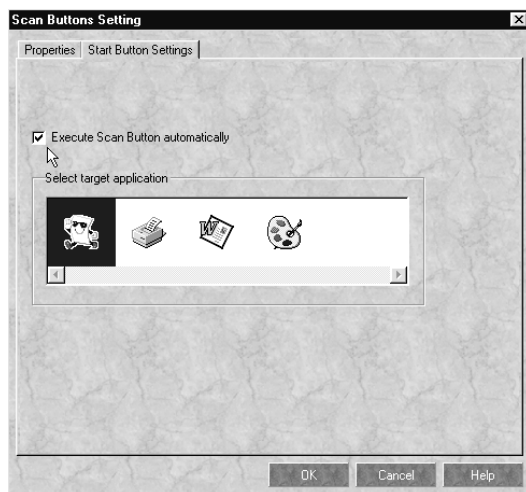 Scan Buttons Setting
Properties Start Button Settings
Execute Scan Button automatically
Select target application
W
OK Cancel Help